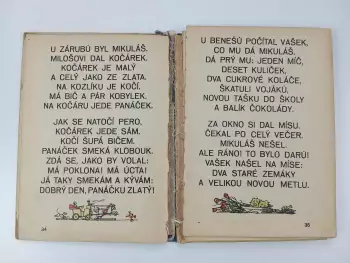 U ZÁRUBŮ BYL MIKULÁŠ.
MILOŠOVI DAL KOČÁREK.
KOČÁREK JE MALÝ
A CELÝ JAKO ZE ZLATA.
NA KOZLÍKU JE KOČÍ.
MÁ BIČ A PÁR KOBYLEK.
NA KOČÁRU JEDE PANÁČEK.
JAK SE NATOČÍ PERO,
KOČÁREK JEDE SÁM.
KOČÍ ŠUPÁ BIČEM.
PANÁČEK SMEKÁ KLOBOUK.
ZDÁ SE, JAKO BY VOLAL:
MÁ POKLONA! MÁ ÚCTA!
JÁ TAKY SMEKÁM A KÝVÁM:
DOBRÝ DEN, PANÁČKU ZLATÝ!
34
U BENEŠŮ POČÍTAL VAŠEK,
CO MU DÁ MIKULÁŠ.
DÁ PRÝ MU: JEDEN MÍČ,
DESET KULIČEK,
DVA CUKROVÉ KOLÁČE,
ŠKATULI VOJÁKŮ,
NOVOU TAŠKU DO ŠKOLY
A BALÍK ČOKOLÁDY.
ZA OKNO SI DAL MÍSU.
ČEKAL PO CELÝ VEČER.
MIKULÁŠ NEŠEL.
ALE RÁNO! TO BYLO DARŮ!
VAŠEK NAŠEL NA MÍSE:
DVA STARÉ ZEMÁKY
A VELIKOU NOVOU METLU.
35